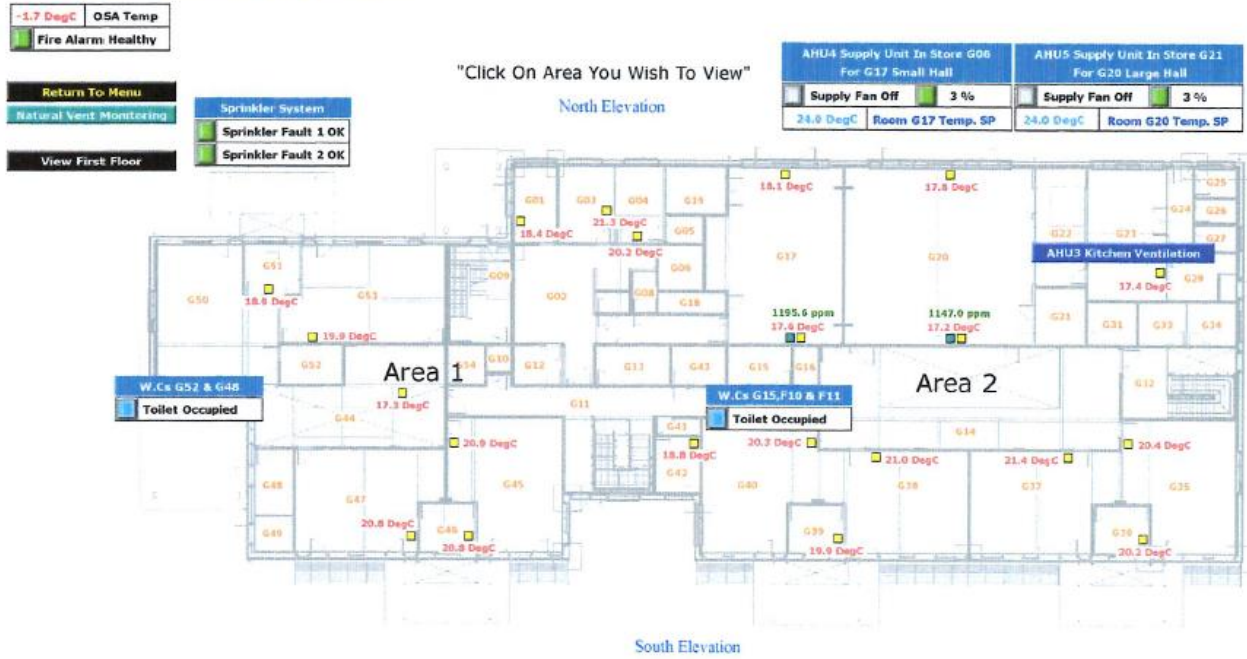 -1.7 DegC OSA Temp
Fire Alarm Healthy
Return To Menu
Natural Vent Monitoring
View First Floor
Sprinkler System
Sprinkler Fault 1 OK
Sprinkler Fault 2 OK
"Click On Area You Wish To View"
North Elevation
AHU4 Supply Unit In Store G06
For G17 Small Hall
Supply Fan Off 3 %
24.0 DegC Room G17 Temp. SP
AHU5 Supply Unit In Store G21
For G20 Large Hall
Supply Fan Off 3 %
24.0 DegC Room G20 Temp. SP
18.1 DegC
17.8 DegC
G01
G03
G04
G19
G25
G24
G26
21.3 DegC
18.4 DegC
G05
G22
G23
G27
20.2 DegC
G17
G20
AHU3 Kitchen Ventilation
G51
G09
G06
G28
17.4 DegC
18.6 DegC
G50
G53
G02
G08
G18
1195.6 ppm
17.6 DegC
1147.0 ppm
17.2 DegC
G21
G31
G33
G34
19.9 DegC
G52
Area 1
G54
G10
G12
G13
G43
G15
G16
Area 2
G32
W.Cs G52 & G48
Toilet Occupied
17.3 DegC
G44
G11
W.Cs G15,F10 & F11
Toilet Occupied
G41
G14
20.9 DegC
18.8 DegC
20.3 DegC
21.0 DegC
21.4 DegC
20.4 DegC
G48
G47
G45
G42
G40
G38
G37
G35
G49
20.8 DegC
G46
20.8 DegC
G39
19.9 DegC
20.2 DegC
South Elevation